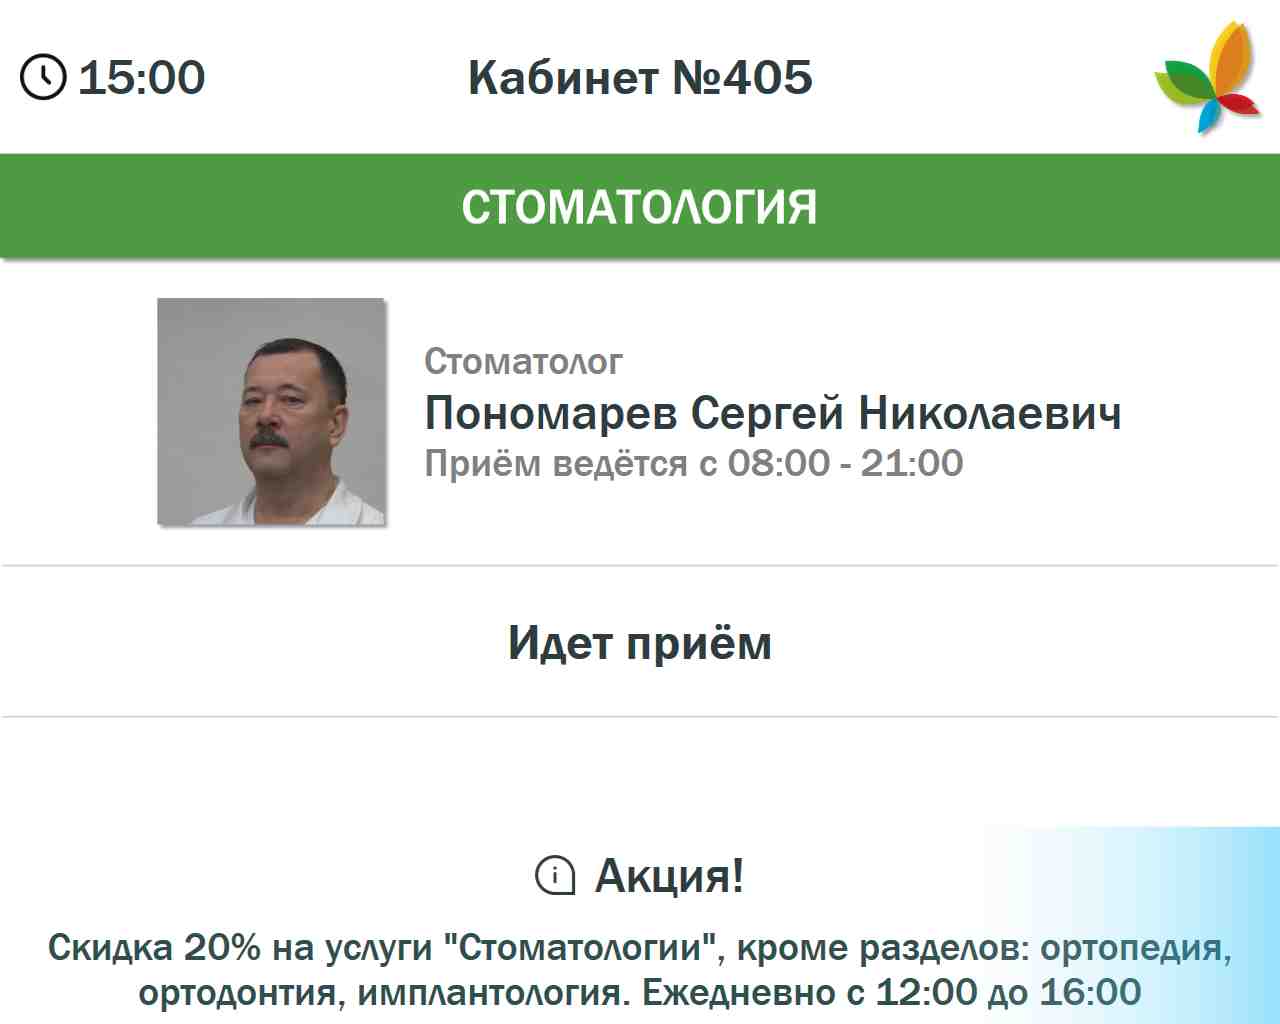 15:00
Кабинет №405
СТОМАТОЛОГИЯ
Стоматолог
Пономарев Сергей Николаевич
Приём ведётся с 08:00 - 21:00
Идет приём
Акция!
Скидка 20% на услуги "Стоматологии", кроме разделов: ортопедия,
ортодонтия, имплантология. Ежедневно с 12:00 до 16:00